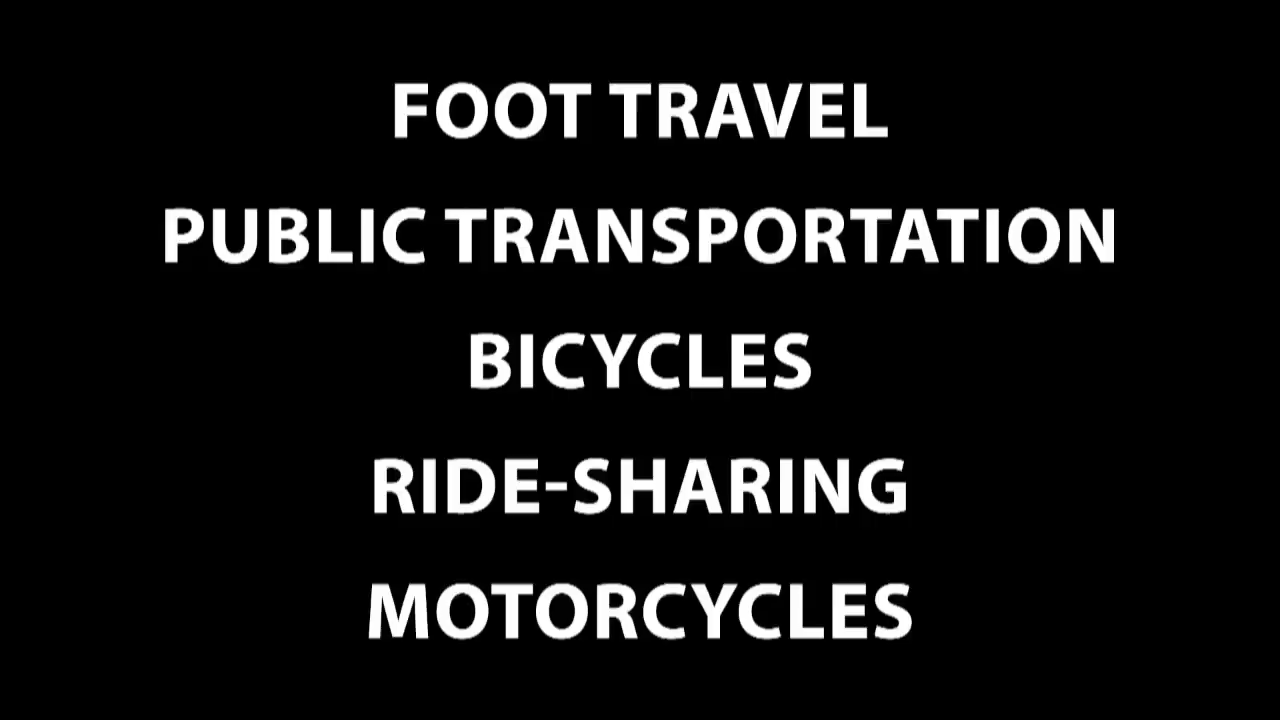 FOOT TRAVEL
PUBLIC TRANSPORTATION
BICYCLES
RIDE-SHARING
MOTORCYCLES